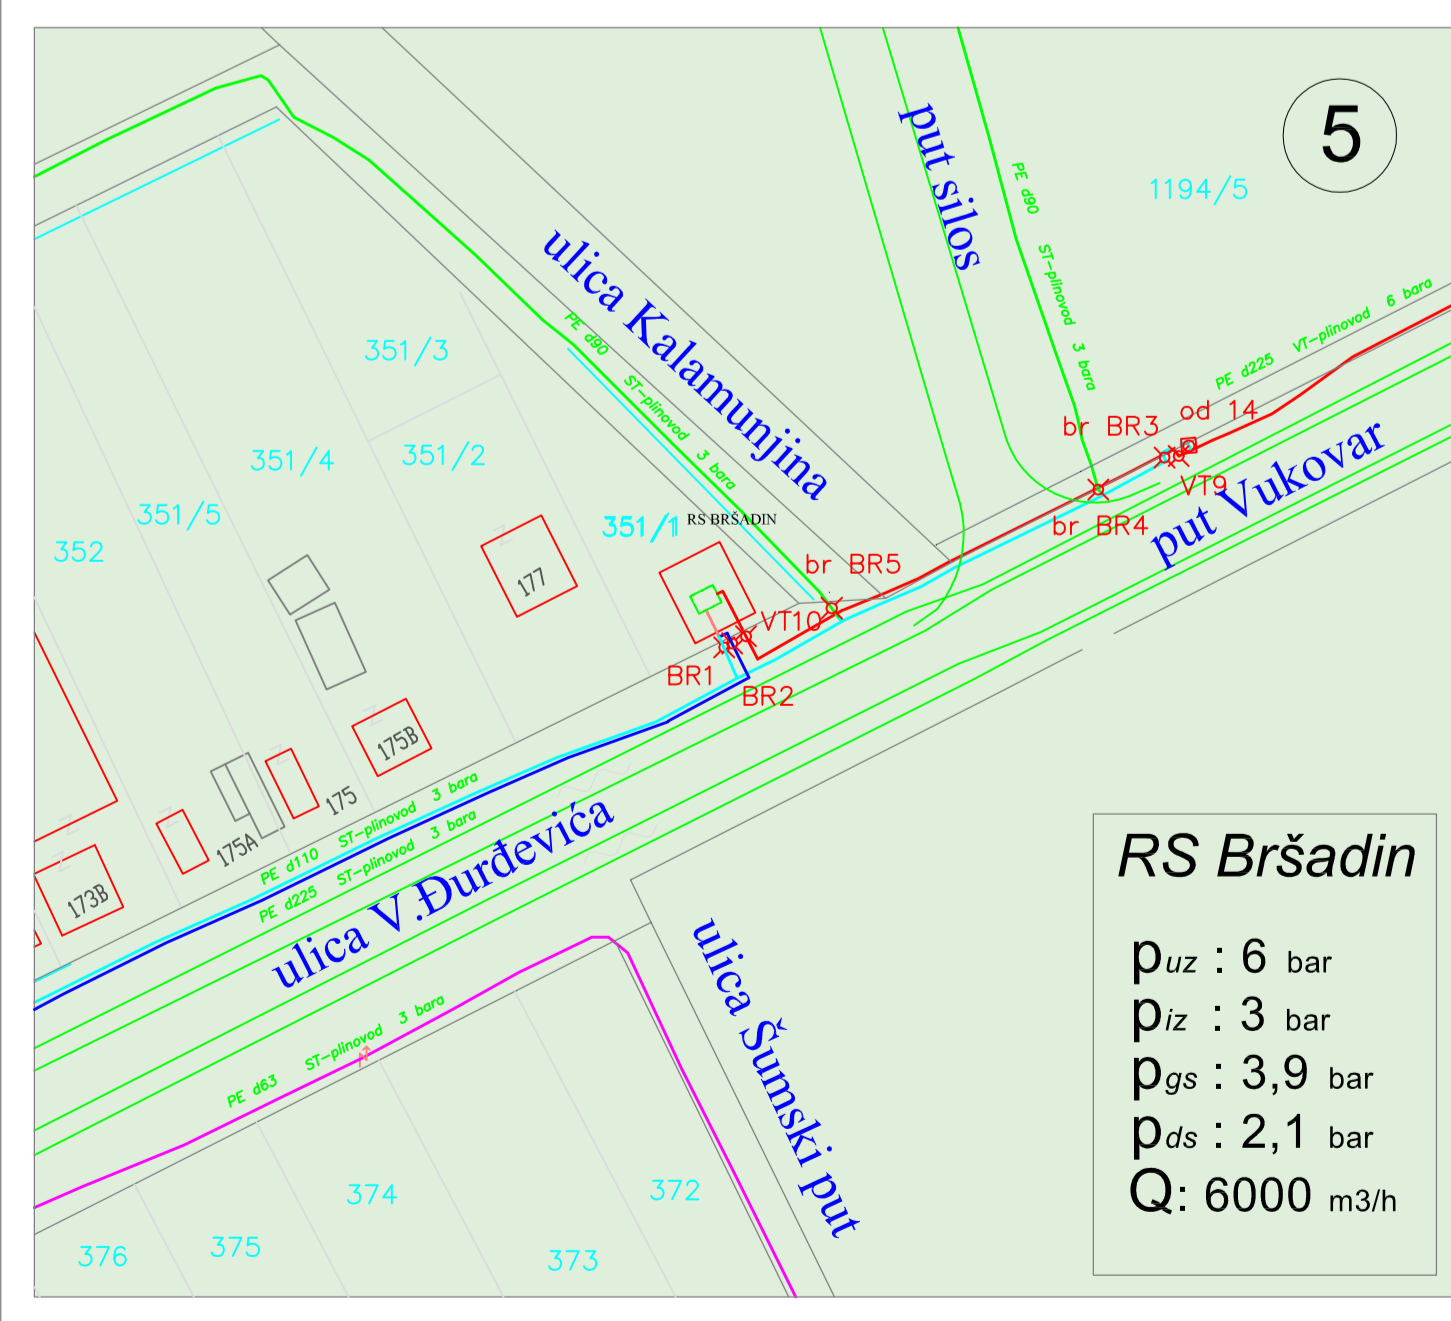 5
put silos
1194/5
PE d90 ST-plinovod 3 bara
ulica Kalamunjina
PE d90 ST-plinovod 3 bara
PE d225 VT-plinovod 6 bara
351/3
351/4
351/2
351/5
352
351/1
RS BRŠADIN
od 14
br BR3
VT9
br BR4
put Vukovar
br BR5
VT10
BR1
BR2
177
175B
175
175A
173B
PE d110 ST-plinovod 3 bara
PE d225 ST-plinovod 3 bara
ulica V.Đurđevića
PE d63 ST-plinovod 3 bara
ulica Šumski put
376
375
374
373
372
RS Bršadin
puz : 6 bar
piz : 3 bar
pgs : 3,9 bar
pds : 2,1 bar
Q: 6000 m3/h